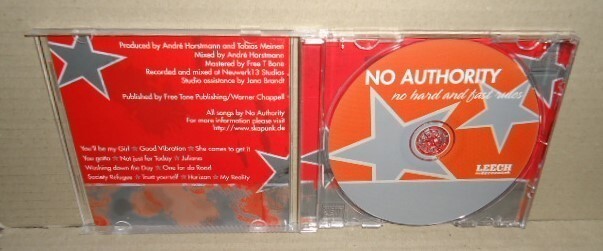 Produced by André Horstmann and Tobias Meinen
Mixed by André Horstmann
Mastered by Free T Bone
Recorded and mixed at Neuwerk13 Studios
Studio assistance by Jana Brandt
Published by Free Tone Publishing/Warner Chappell
All songs by No Authority
For more information please visit
http://www.skapunk.de
You'll be my Girl ☆ Good Vibration ☆ She comes to get it
You gotta ☆ Not just for Today ☆ Juliana
Walking down the Day ☆ One for da Road
Society Refugee ☆ Trust yourself ☆ Horizon ☆ My Reality
NO AUTHORITY
no hard and fast rules
LEECH